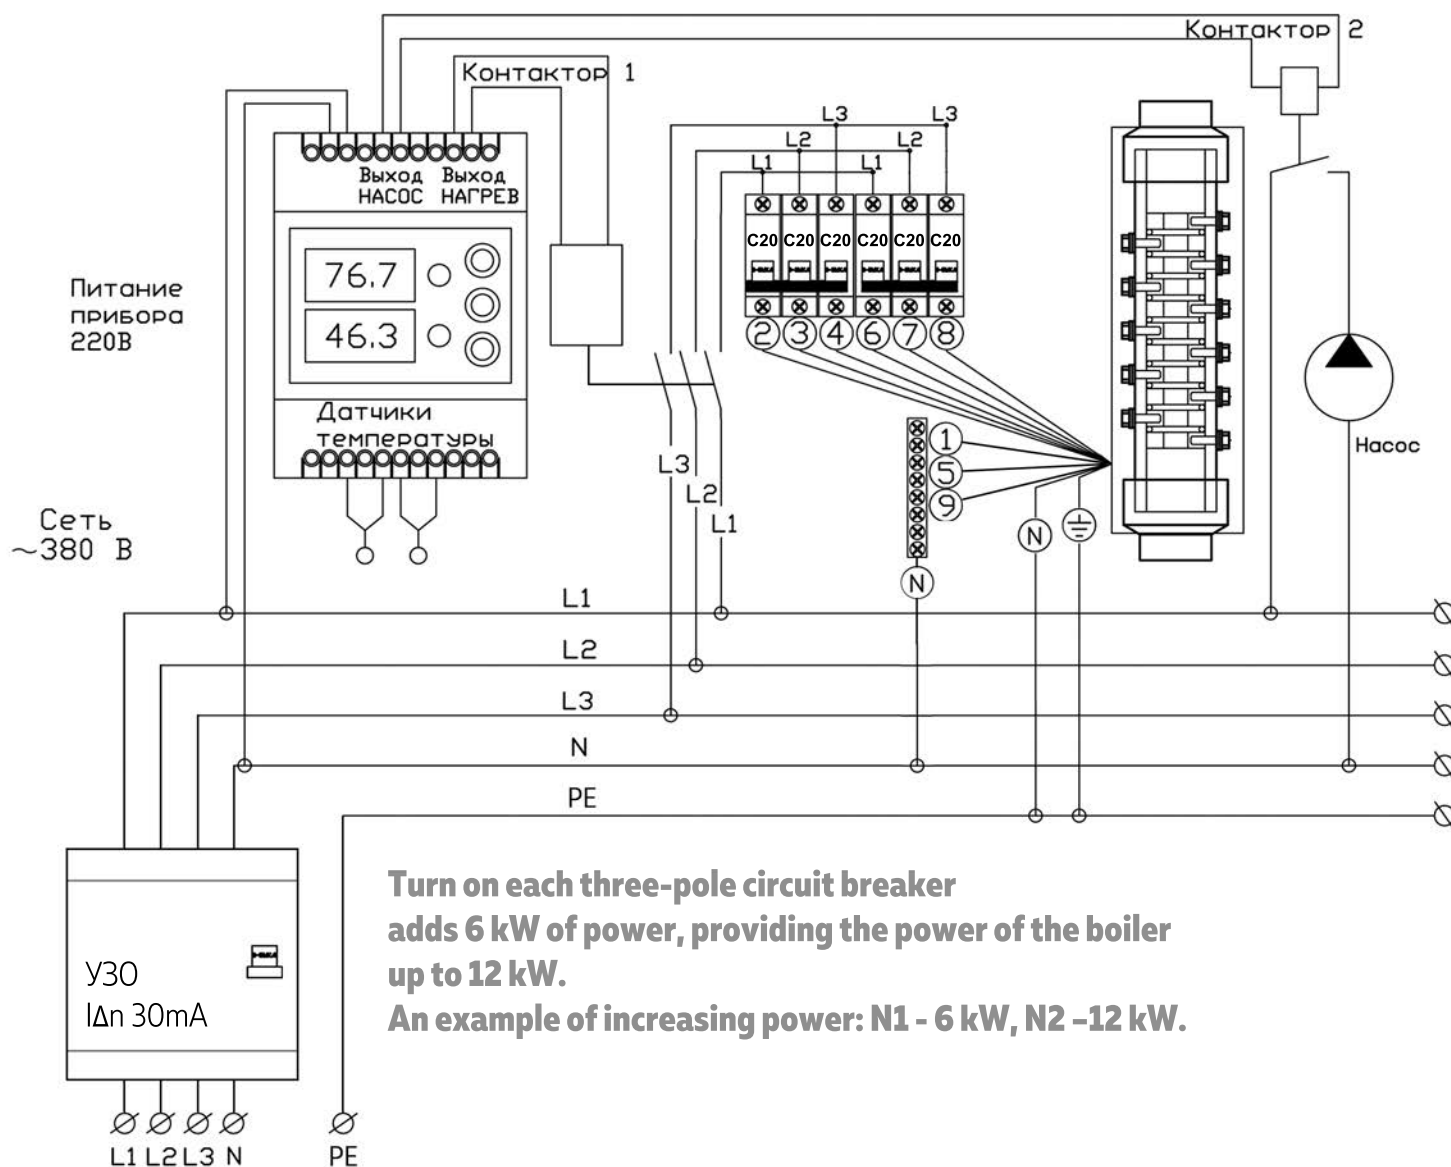 Контактор 2
Контактор 1
L3 L3
L2 L2
L1 L1
Выход Выход
НАСОС НАГРЕВ
C20 C20 C20 C20 C20 C20
76.7
46.3
Питание
прибора
220В
2 3 4 6 7 8
Датчики
температуры
1
5
9
Насос
L3
L2
L1
Сеть
~380 В
N
N
L1
L2
L3
N
PE
Turn on each three-pole circuit breaker
adds 6 kW of power, providing the power of the boiler
up to 12 kW.
An example of increasing power: N1 - 6 kW, N2 –12 kW.
УЗО
I∆n 30mA
L1 L2 L3 N PE